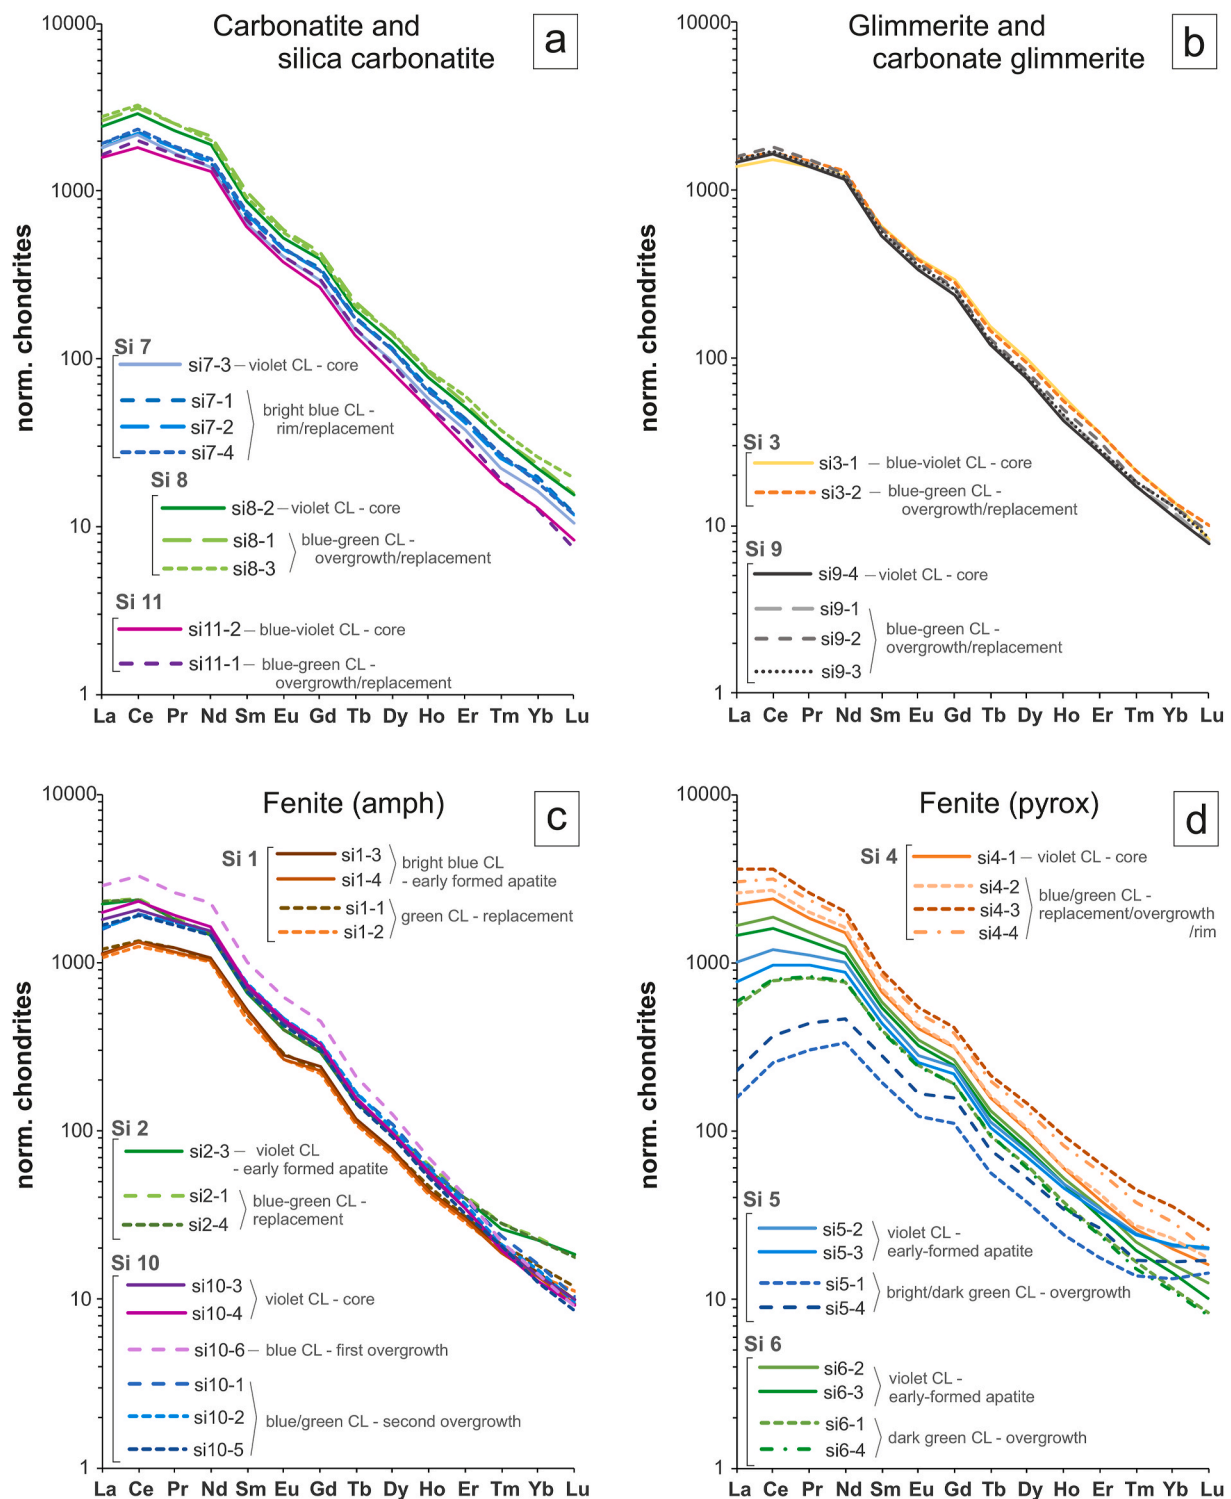 Carbonatite and
silica carbonatite
a
10000
1000
100
10
1
norm. chondrites
Si 7
si7-3 – violet CL - core
si7-1
si7-2
si7-4
bright blue CL -
rim/replacement
Si 8
si8-2 – violet CL - core
si8-1
si8-3
blue-green CL -
overgrowth/replacement
Si 11
si11-2 – blue-violet CL - core
si11-1 – blue-green CL -
overgrowth/replacement
La Ce Pr Nd Sm Eu Gd Tb Dy Ho Er Tm Yb Lu
Glimmerite and
carbonate glimmerite
b
10000
1000
100
10
1
norm. chondrites
Si 3
si3-1 – blue-violet CL - core
si3-2 – blue-green CL -
overgrowth/replacement
Si 9
si9-4 – violet CL - core
si9-1
si9-2
si9-3
blue-green CL -
overgrowth/replacement
La Ce Pr Nd Sm Eu Gd Tb Dy Ho Er Tm Yb Lu
Fenite (amph)
c
10000
1000
100
10
1
norm. chondrites
Si 1
si1-3
si1-4
bright blue CL
- early formed apatite
si1-1
si1-2
green CL - replacement
Si 2
si2-3 – violet CL
- early formed apatite
si2-1
si2-4
blue-green CL -
replacement
Si 10
si10-3
si10-4
violet CL - core
si10-6 – blue CL - first overgrowth
si10-1
si10-2
si10-5
blue/green CL - second overgrowth
La Ce Pr Nd Sm Eu Gd Tb Dy Ho Er Tm Yb Lu
Fenite (pyrox)
d
10000
1000
100
10
1
norm. chondrites
Si 4
si4-1 – violet CL - core
si4-2
si4-3
si4-4
blue/green CL -
replacement/overgrowth
/rim
Si 5
si5-2
si5-3
violet CL -
early-formed apatite
si5-1
si5-4
bright/dark green CL - overgrowth
Si 6
si6-2
si6-3
violet CL -
early-formed apatite
si6-1
si6-4
dark green CL - overgrowth
La Ce Pr Nd Sm Eu Gd Tb Dy Ho Er Tm Yb Lu